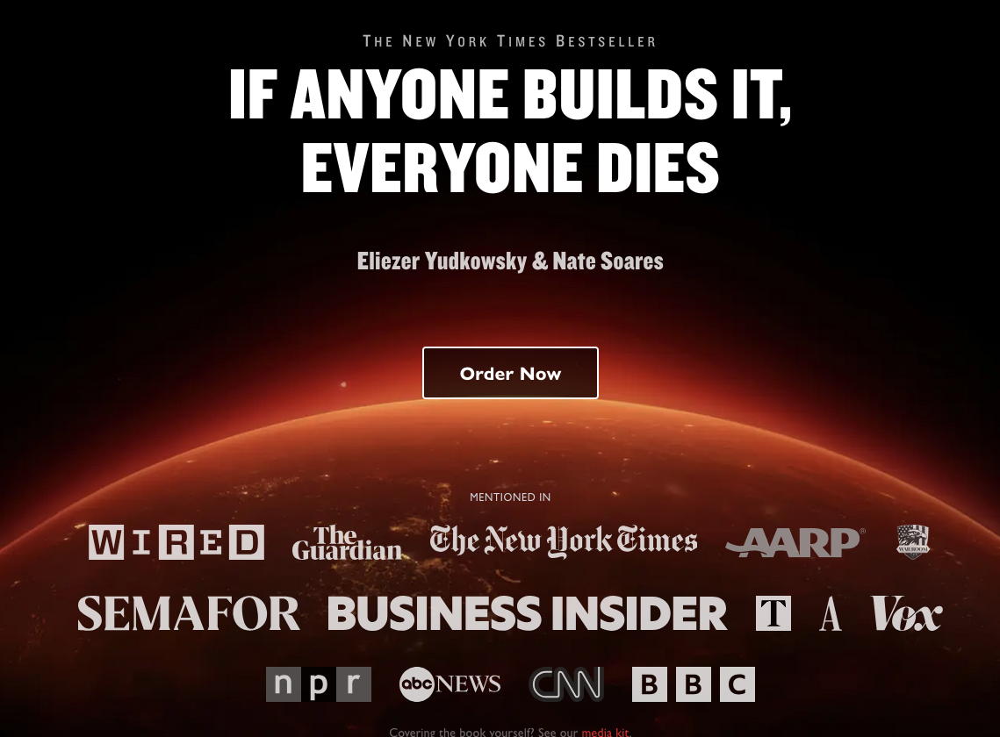 The New York Times Bestseller
IF ANYONE BUILDS IT,
EVERYONE DIES
Eliezer Yudkowsky & Nate Soares
Order Now
MENTIONED IN
WIRED The Guardian The New York Times AARP® WAR ROOM
SEMAFOR BUSINESS INSIDER T A Vox
npr abc NEWS CNN BBC
Covering the book yourself? See our media kit.